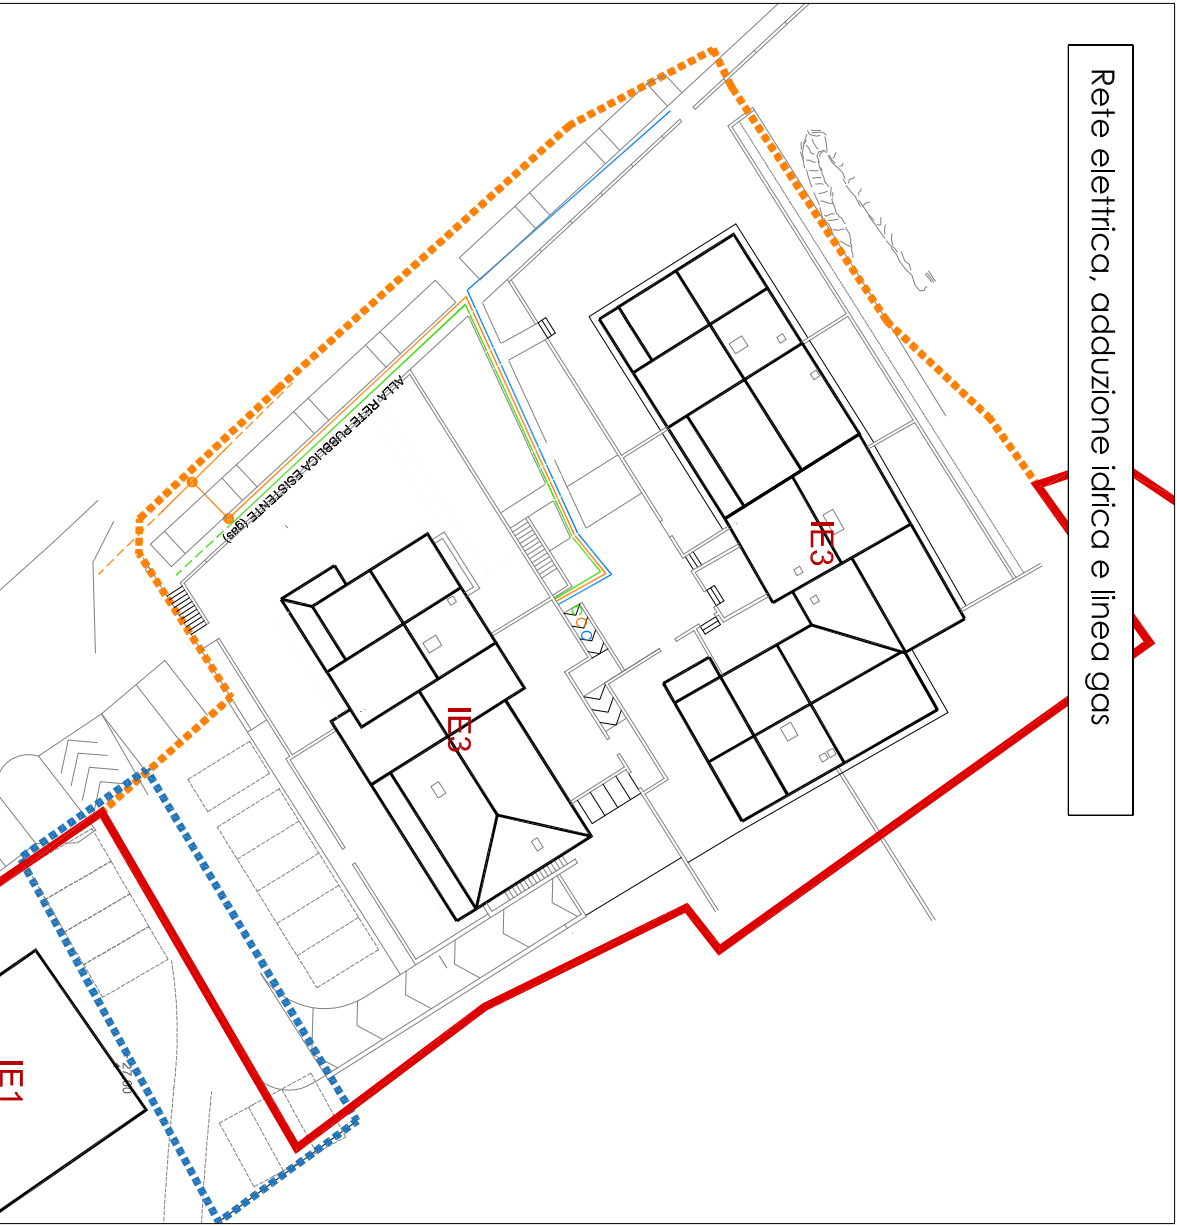 Rete elettrica, adduzione idrica e linea gas
IE3
ALLA RETE PUBBLICA ESISTENTE (gas)
IE3
IE1